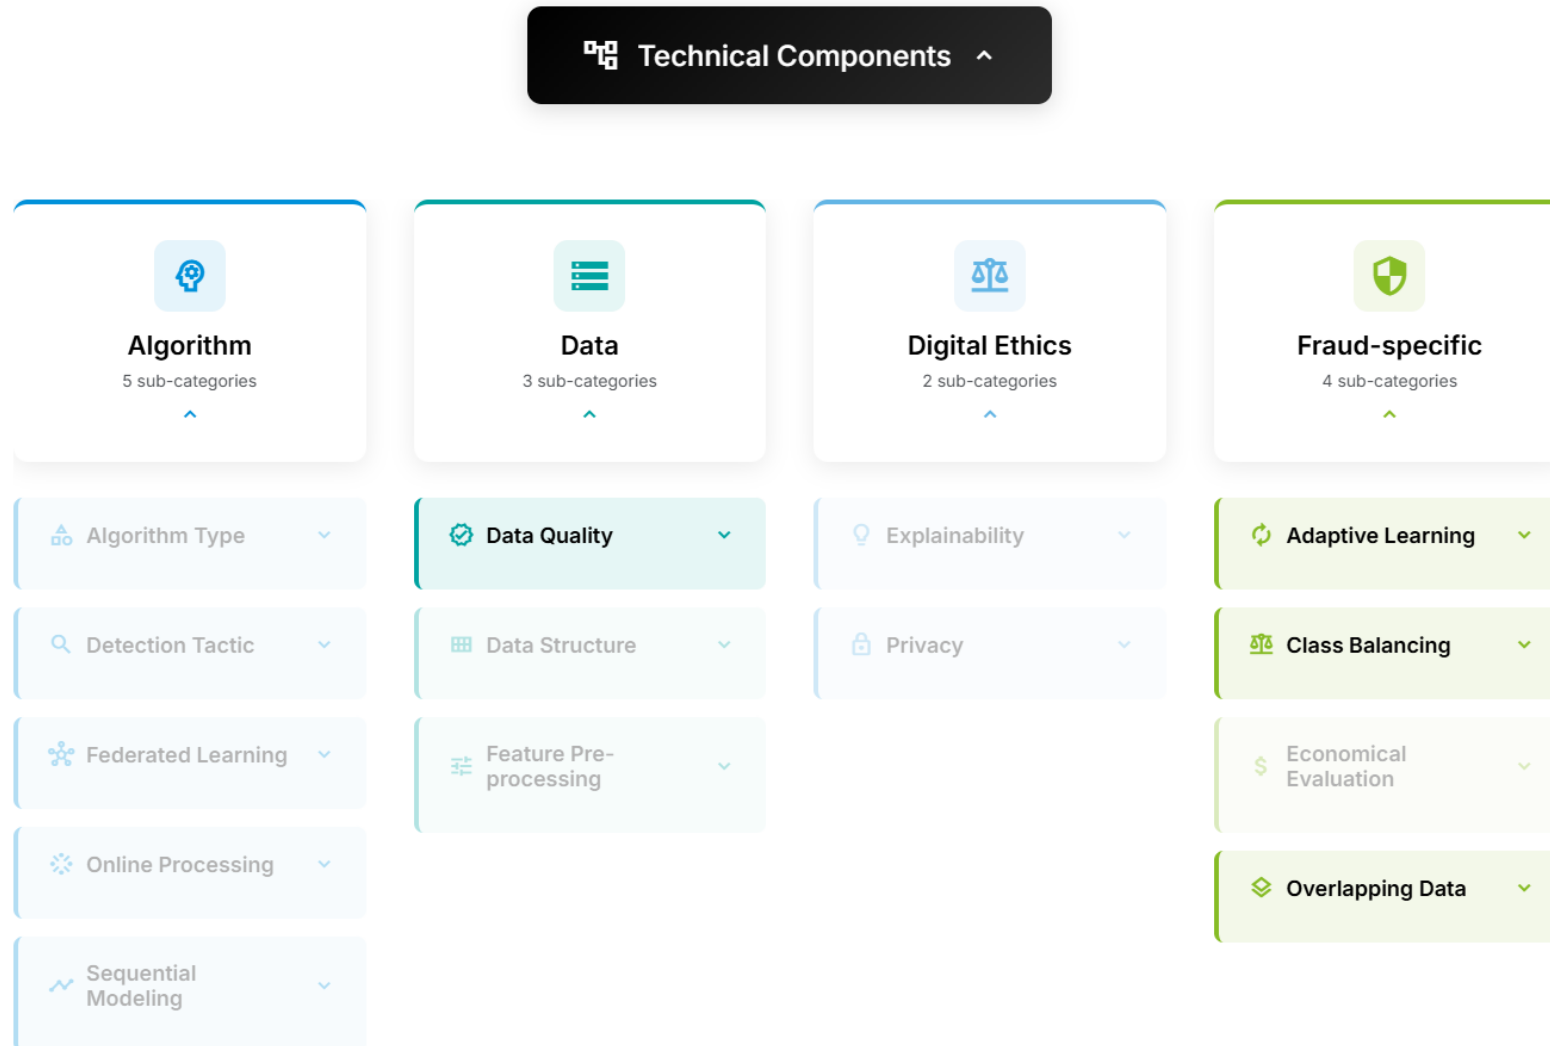 Technical Components
Algorithm
5 sub-categories
Data
3 sub-categories
Digital Ethics
2 sub-categories
Fraud-specific
4 sub-categories
Algorithm Type
Detection Tactic
Federated Learning
Online Processing
Sequential
Modeling
Data Quality
Data Structure
Feature Pre-
processing
Explainability
Privacy
Adaptive Learning
Class Balancing
Economical
Evaluation
Overlapping Data